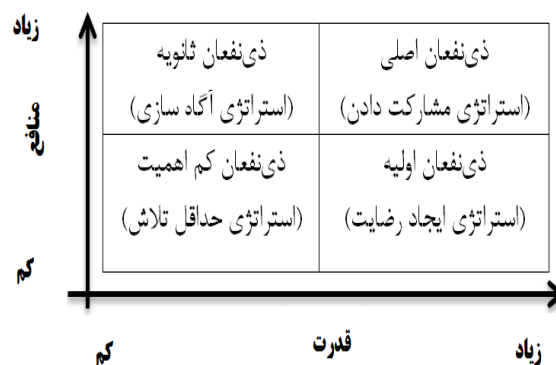 زیاد
ذی‌نفعان اصلی
(استراتژی مشارکت دادن)
ذی‌نفعان ثانویه
(استراتژی آگاه سازی)
منافع
ذی‌نفعان اولیه
(استراتژی ایجاد رضایت)
ذی‌نفعان کم اهمیت
(استراتژی حداقل تلاش)
کم
زیاد
قدرت
کم